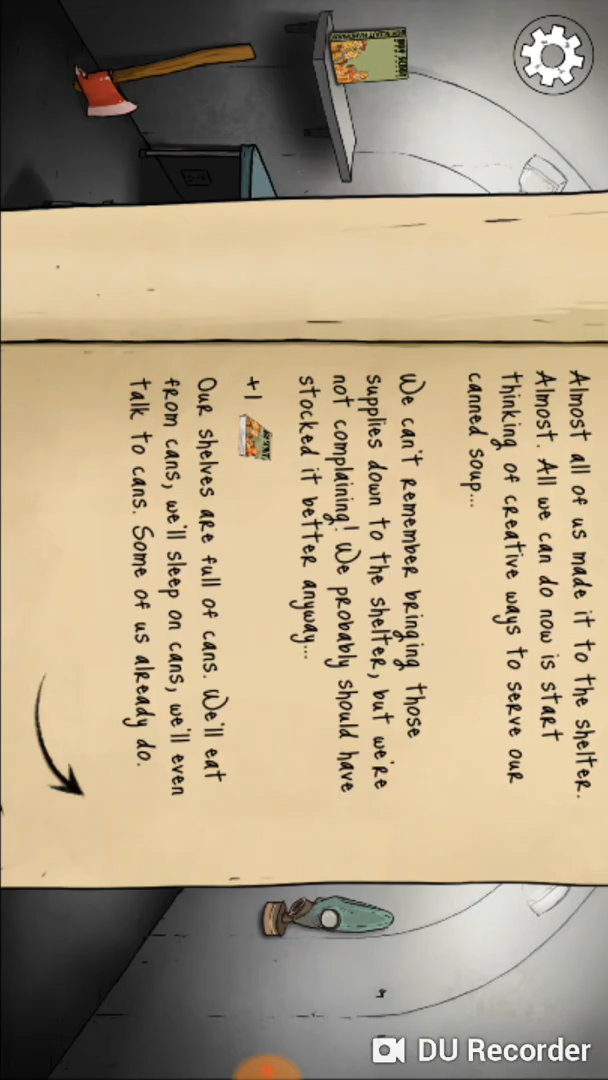 Almost all of us made it to the shelter.
Almost. All we can do now is start
thinking of creative ways to serve our
canned soup...
We can't remember bringing those
supplies down to the shelter, but we're
not complaining! We probably should have
stocked it better anyway...
+1
Our shelves are full of cans. We'll eat
from cans, we'll sleep on cans, we'll even
talk to cans. Some of us already do.
DU Recorder